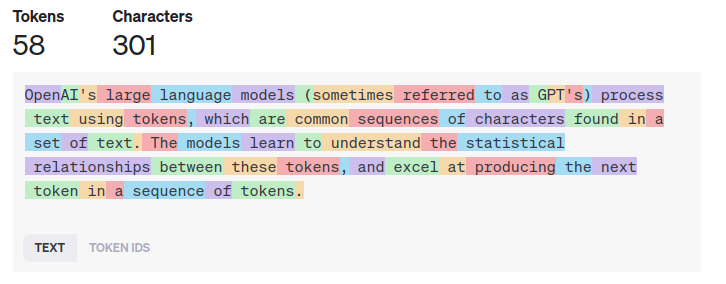 Tokens Characters
58 301
OpenAI's large language models (sometimes referred to as GPT's) process
text using tokens, which are common sequences of characters found in a
set of text. The models learn to understand the statistical
relationships between these tokens, and excel at producing the next
token in a sequence of tokens.
TEXT TOKEN IDS